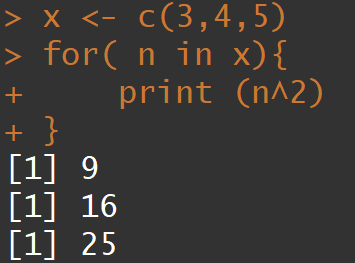 > x <- c(3,4,5)
> for( n in x){
+     print (n^2)
+ }
[1] 9
[1] 16
[1] 25